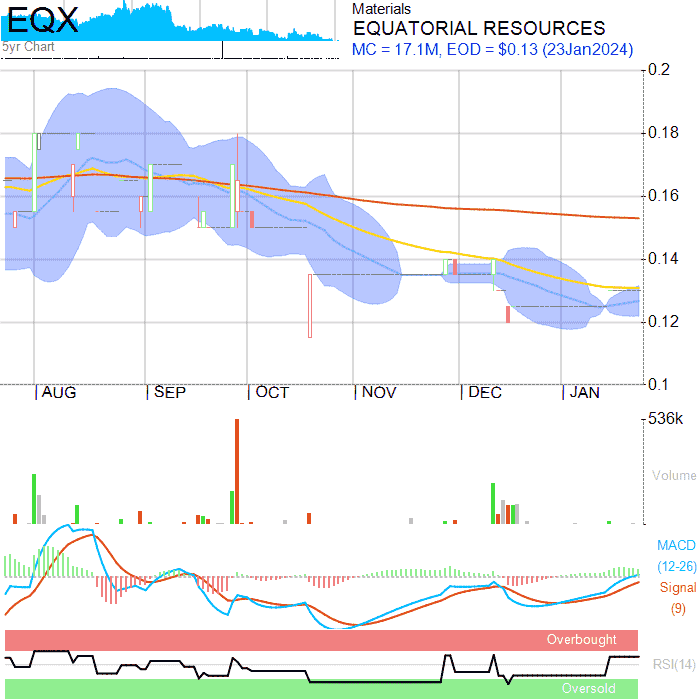 EQX
5yr Chart
Materials
EQUATORIAL RESOURCES
MC = 17.1M, EOD = $0.13 (23Jan2024)
0.2
0.18
0.16
0.14
0.12
0.1
AUG SEP OCT NOV DEC JAN
536k
Volume
MACD
(12-26)
Signal
(9)
Overbought
RSI(14)
Oversold